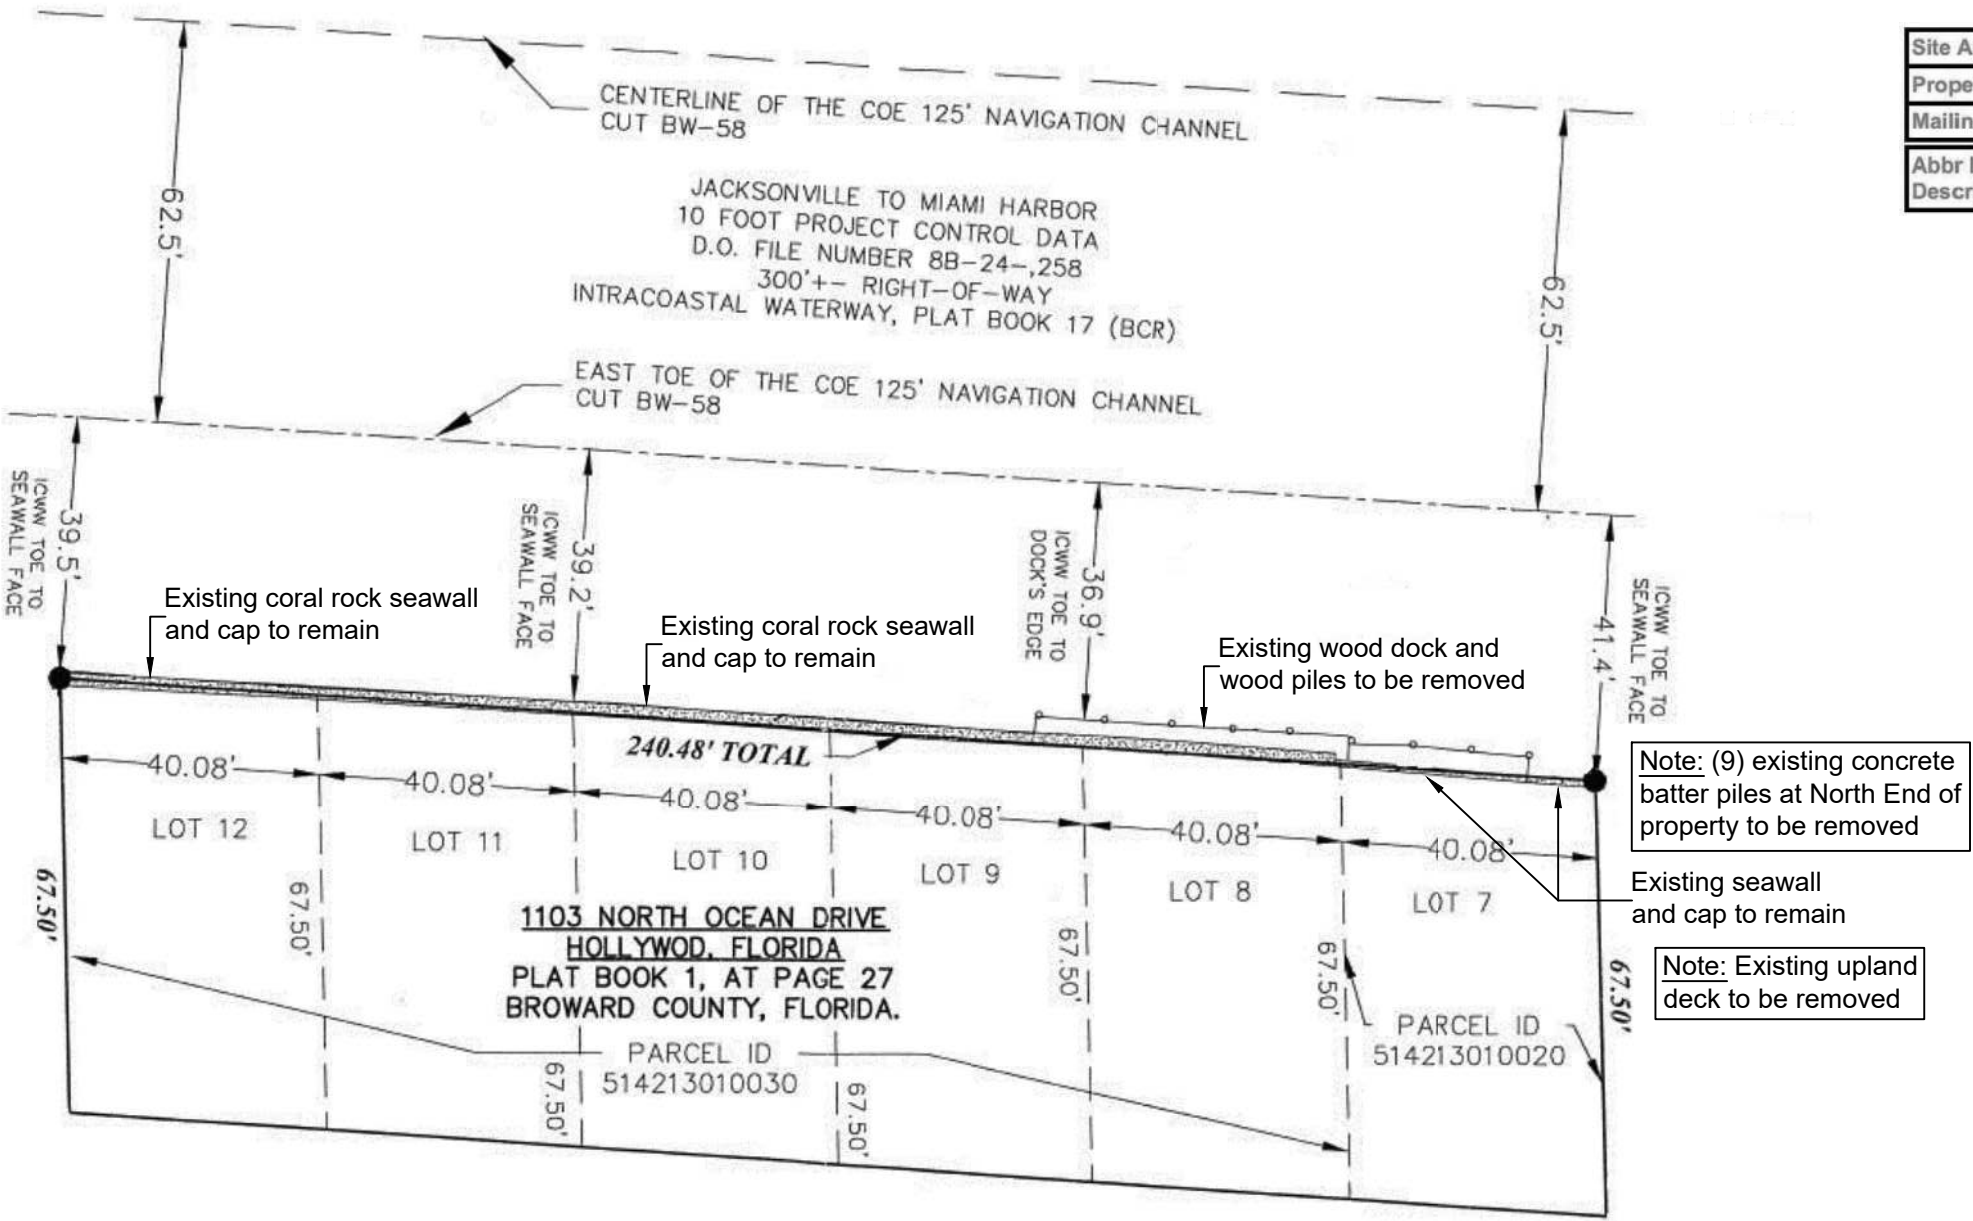 CENTERLINE OF THE COE 125' NAVIGATION CHANNEL
CUT BW-58
62.5'
62.5'
JACKSONVILLE TO MIAMI HARBOR
10 FOOT PROJECT CONTROL DATA
D.O. FILE NUMBER 8B-24-,258
300'+- RIGHT-OF-WAY
INTRACOASTAL WATERWAY, PLAT BOOK 17 (BCR)
EAST TOE OF THE COE 125' NAVIGATION CHANNEL
CUT BW-58
Site
Abbr
ICWW TOE TO
SEAWALL FACE
39.5'
ICWW TOE TO
SEAWALL FACE
39.2'
ICWW TOE TO
DOCK'S EDGE
36.9'
41.4'
ICWW TOE TO
SEAWALL FACE
Existing coral rock seawall
and cap to remain
Existing coral rock seawall
and cap to remain
Existing wood dock and
wood piles to be removed
240.48' TOTAL
40.08'
40.08'
40.08'
40.08'
40.08'
40.08'
LOT 12
LOT 11
LOT 10
LOT 9
LOT 8
LOT 7
Note: (9) existing concrete
batter piles at North End of
property to be removed
Existing seawall
and cap to remain
Note: Existing upland
deck to be removed
67.50'
67.50'
67.50'
67.50'
67.50'
67.50'
67.50'
1103 NORTH OCEAN DRIVE
HOLLYWOD, FLORIDA
PLAT BOOK 1, AT PAGE 27
BROWARD COUNTY, FLORIDA.
PARCEL ID
514213010030
PARCEL ID
514213010020